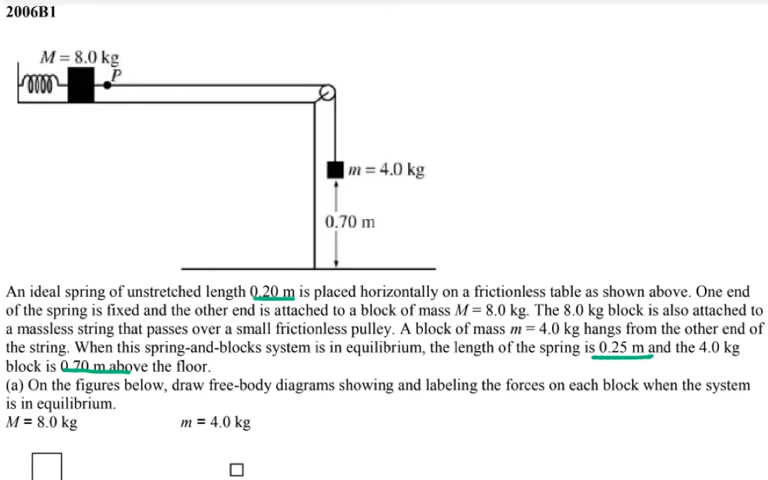 2006B1
M = 8.0 kg
P
m = 4.0 kg
0.70 m
An ideal spring of unstretched length 0.20 m is placed horizontally on a frictionless table as shown above. One end
of the spring is fixed and the other end is attached to a block of mass M = 8.0 kg. The 8.0 kg block is also attached to
a massless string that passes over a small frictionless pulley. A block of mass m = 4.0 kg hangs from the other end of
the string. When this spring-and-blocks system is in equilibrium, the length of the spring is 0.25 m and the 4.0 kg
block is 0.70 m above the floor.
(a) On the figures below, draw free-body diagrams showing and labeling the forces on each block when the system
is in equilibrium.
M = 8.0 kg m = 4.0 kg